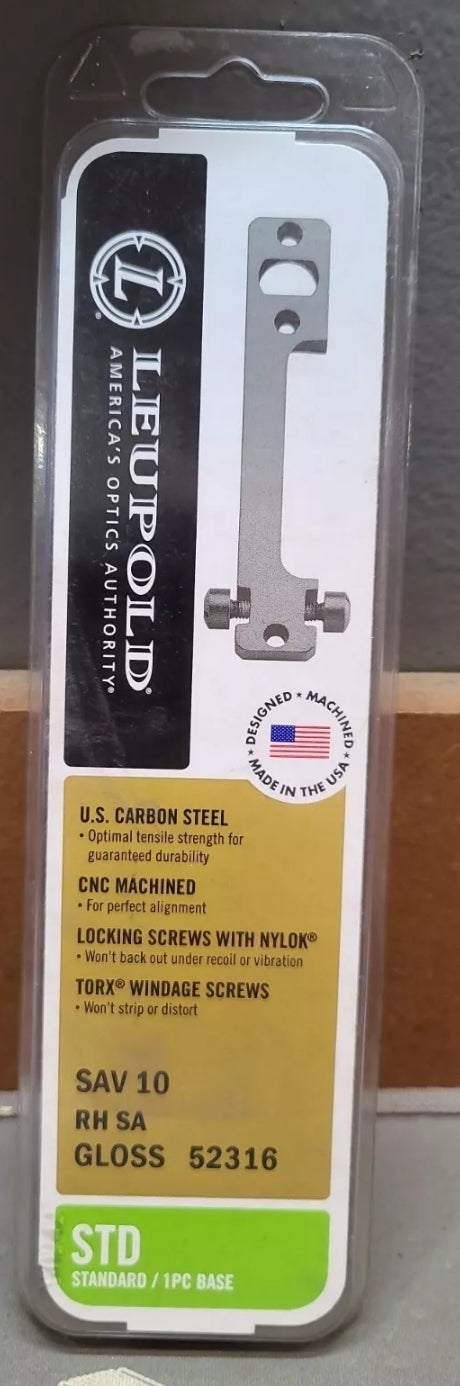 L
LEUPOLD®
AMERICA'S OPTICS AUTHORITY®
DESIGNED ★ MACHINED ★ MADE IN THE USA ★
U.S. CARBON STEEL
• Optimal tensile strength for
guaranteed durability
CNC MACHINED
• For perfect alignment
LOCKING SCREWS WITH NYLOK®
• Won't back out under recoil or vibration
TORX® WINDAGE SCREWS
• Won't strip or distort
SAV 10
RH SA
GLOSS 52316
STD
STANDARD / 1PC BASE